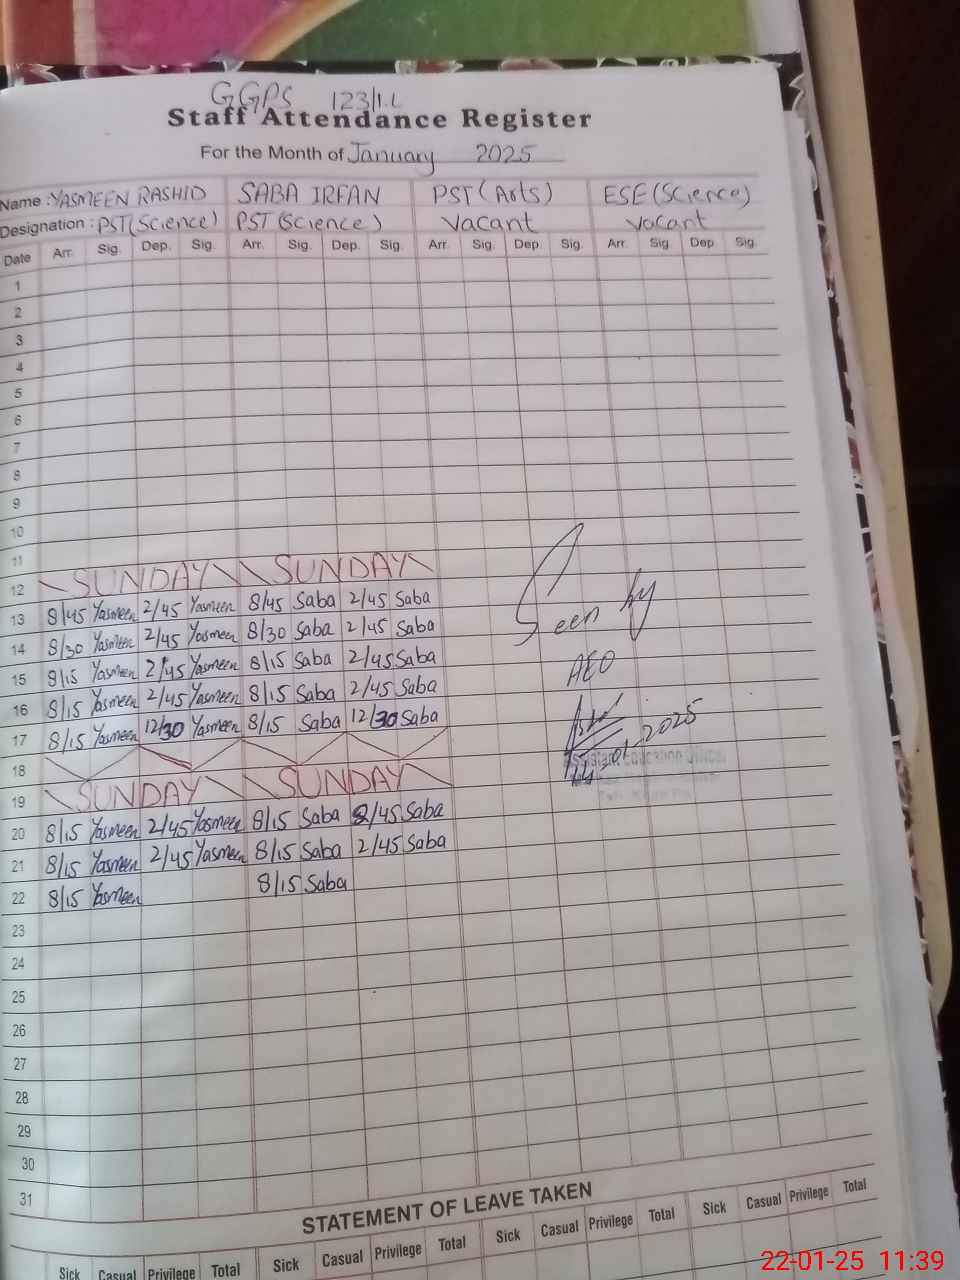 GGPS 123/1.L
Staff Attendance Register
For the Month of January 2025
Name : YASMEEN RASHID SABA IRFAN PST (Arts) ESE (Science)
Designation : PST (Science) PST (Science) Vacant vacant
Date Arr. Sig. Dep. Sig. Arr. Sig. Dep. Sig. Arr. Sig. Dep. Sig. Arr. Sig. Dep. Sig.
1
2
3
4
5
6
7
8
9
10
11
12 SUNDAY SUNDAY
13 8/45 Yasmeen 2/45 Yasmeen 8/45 Saba 2/45 Saba
14 8/30 Yasmeen 2/45 Yasmeen 8/30 Saba 2/45 Saba
15 8/15 Yasmeen 2/45 Yasmeen 8/15 Saba 2/45 Saba
16 8/15 Yasmeen 2/45 Yasmeen 8/15 Saba 2/45 Saba
17 8/15 Yasmeen 12/30 Yasmeen 8/15 Saba 12/30 Saba
18
19 SUNDAY SUNDAY
20 8/15 Yasmeen 2/45 Yasmeen 8/15 Saba 2/45 Saba
21 8/15 Yasmeen 2/45 Yasmeen 8/15 Saba 2/45 Saba
22 8/15 Yasmeen 8/15 Saba
23
24
25
26
27
28
29
30
31
Seen by
AEO
01-2025
Assistant Education Officer
STATEMENT OF LEAVE TAKEN
Sick Casual Privilege Total Sick Casual Privilege Total Sick Casual Privilege Total Sick Casual Privilege Total
22-01-25 11:39